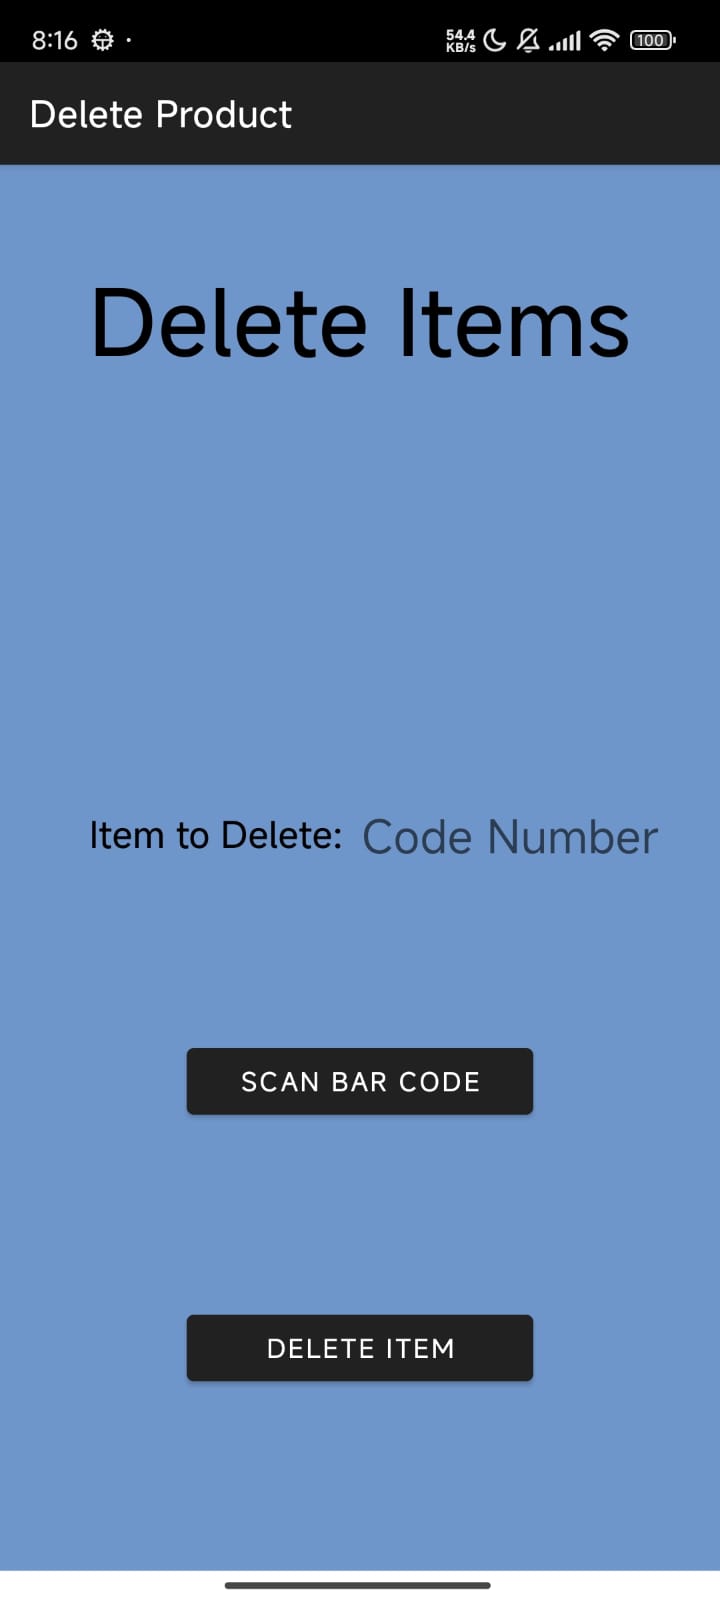 8:16
54.4
KB/s
100
Delete Product
Delete Items
Item to Delete: Code Number
SCAN BAR CODE
DELETE ITEM